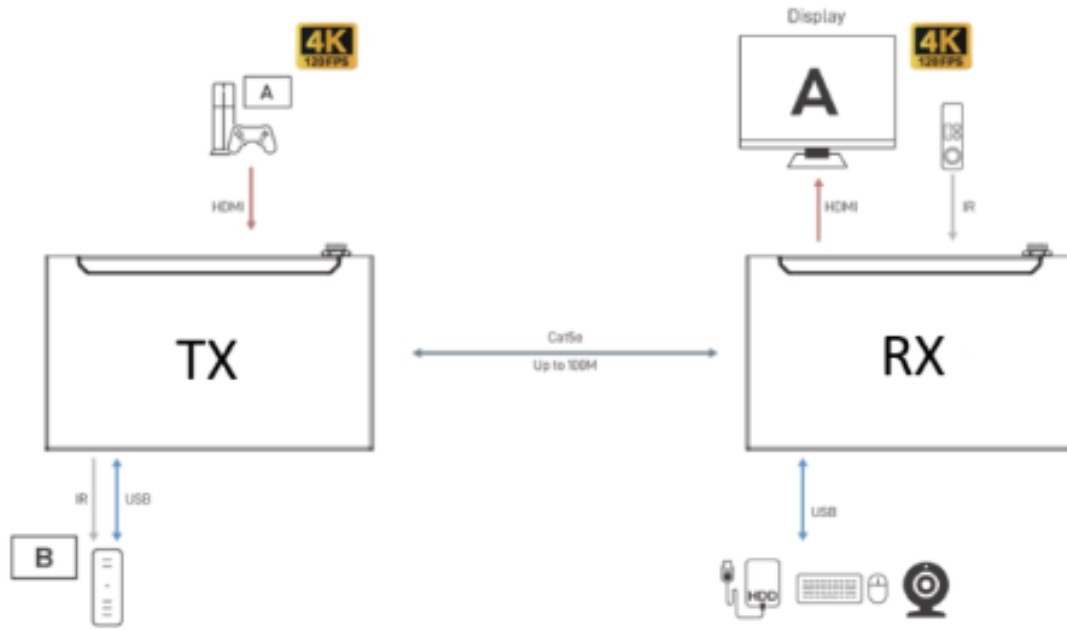 Display
4K
120FPS
4K
120FPS
A
A
HDMI
HDMI
IR
TX
Cat5e
Up to 100M
RX
IR
USB
USB
B
HDD